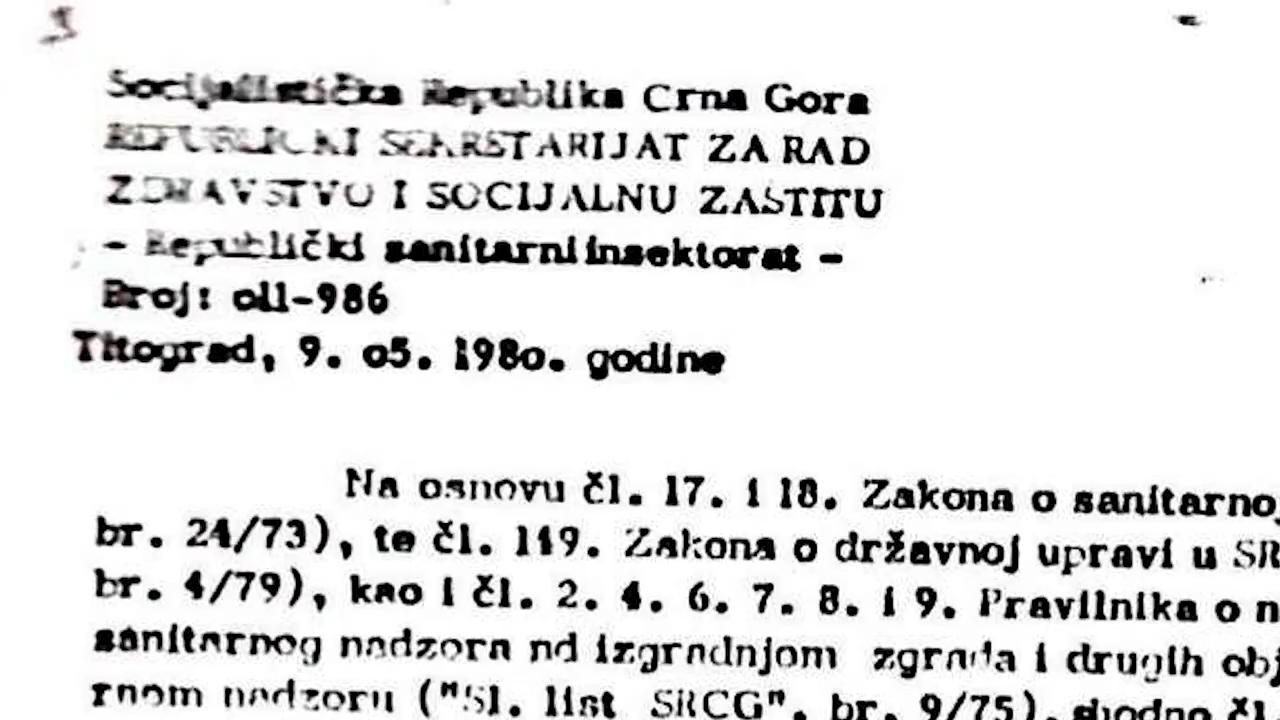 Socijalistička Republika Crna Gora
REPUBLIČKI SEKRETARIJAT ZA RAD
ZDRAVSTVO I SOCIJALNU ZAŠTITU
- Republički sanitarni insektorat -
Broj: o11-986
Titograd, 9. o5. 198o. godine
Na osnovu čl. 17. i 18. Zakona o sanitarnoj
br. 24/73), te čl. 119. Zakona o državnoj upravi u SR
br. 4/79), kao i čl. 2. 4. 6. 7. 8. i 9. Pravilnika o n
sanitarnog nadzora nd izgradnjom zgrada i drugih obj
rnom nadzoru ("Sl. list SRCG", br. 9/75), shodno čl.